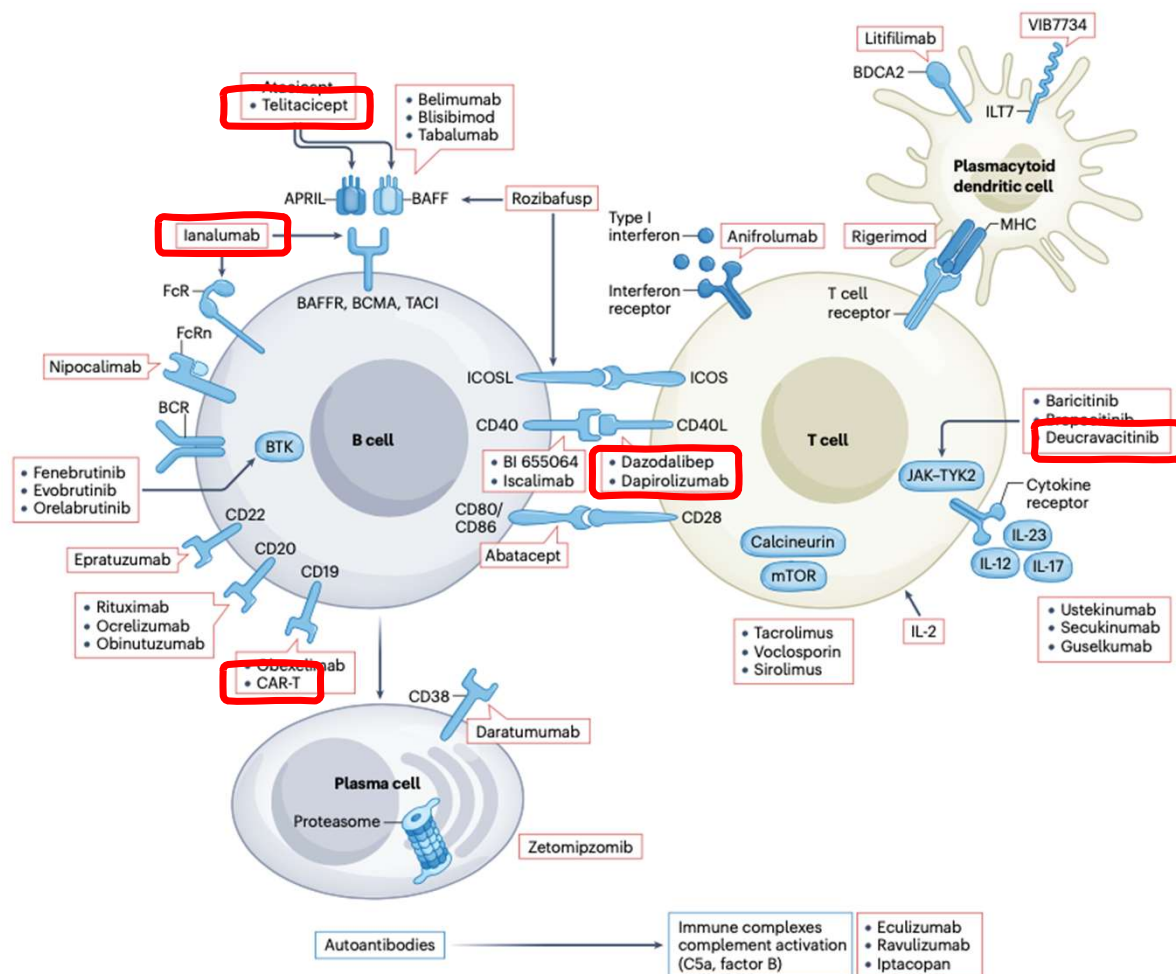 VIB7734
Litifilimab
BDCA2
ILT7
Plasmacytoid
dendritic cell
Atacicept
• Telitacicept
• Belimumab
• Blisibimod
• Tabalumab
APRIL
BAFF
Rozibafusp
Type I
interferon
Anifrolumab
Rigerimod
MHC
Ianalumab
Interferon
receptor
T cell
receptor
FcR
BAFFR, BCMA, TACI
FcRn
Nipocalimab
ICOSL
ICOS
BCR
BTK
B cell
CD40
CD40L
T cell
• Baricitinib
Deucravacitinib
JAK–TYK2
• Fenebrutinib
• Evobrutinib
• Orelabrutinib
• BI 655064
• Iscalimab
• Dazodalibep
• Dapirolizumab
Cytokine
receptor
CD22
CD80/
CD86
CD28
IL-23
IL-12
IL-17
Epratuzumab
CD20
Abatacept
Calcineurin
mTOR
CD19
• Rituximab
• Ocrelizumab
• Obinutuzumab
• Tacrolimus
• Voclosporin
• Sirolimus
IL-2
• Ustekinumab
• Secukinumab
• Guselkumab
• Obexelimab
• CAR-T
CD38
Daratumumab
Plasma cell
Proteasome
Zetomipzomib
Autoantibodies
Immune complexes
complement activation
(C5a, factor B)
• Eculizumab
• Ravulizumab
• Iptacopan